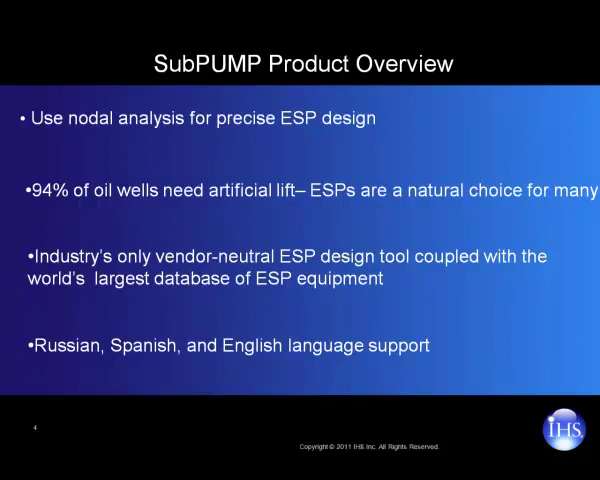 SubPUMP Product Overview
• Use nodal analysis for precise ESP design
•94% of oil wells need artificial lift– ESPs are a natural choice for many
•Industry's only vendor-neutral ESP design tool coupled with the
world's  largest database of ESP equipment
•Russian, Spanish, and English language support
4
IHS
Copyright © 2011 IHS Inc. All Rights Reserved.